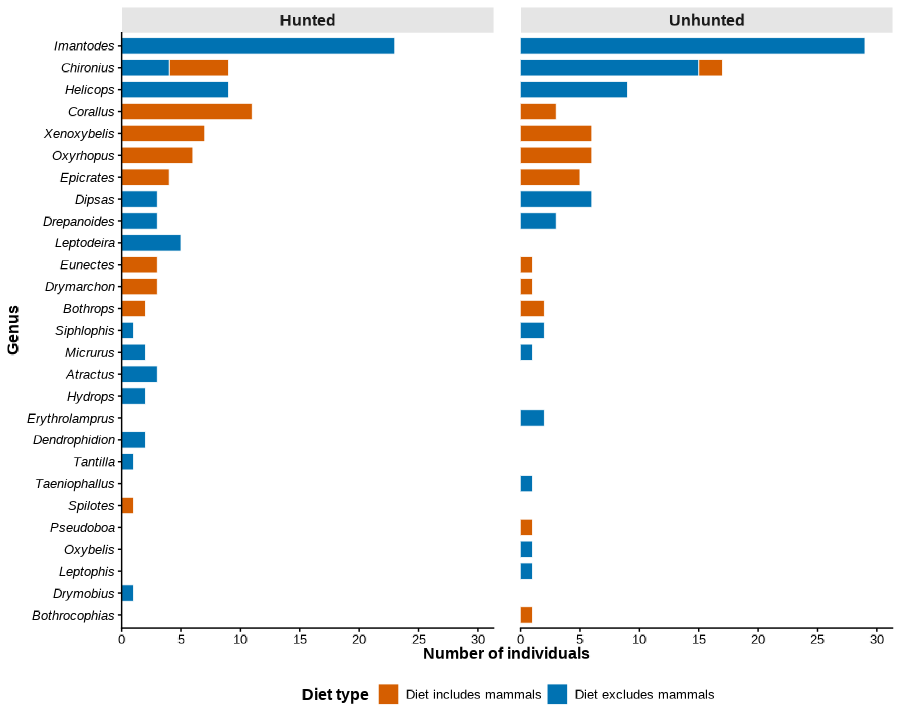 Hunted
Unhunted
Genus
Imantodes
Chironius
Helicops
Corallus
Xenoxybelis
Oxyrhopus
Epicrates
Dipsas
Drepanoides
Leptodeira
Eunectes
Drymarchon
Bothrops
Siphlophis
Micrurus
Atractus
Hydrops
Erythrolamprus
Dendrophidion
Tantilla
Taeniophallus
Spilotes
Pseudoboa
Oxybelis
Leptophis
Drymobius
Bothrocophias
0 5 10 15 20 25 30
0 5 10 15 20 25 30
Number of individuals
Diet type Diet includes mammals Diet excludes mammals